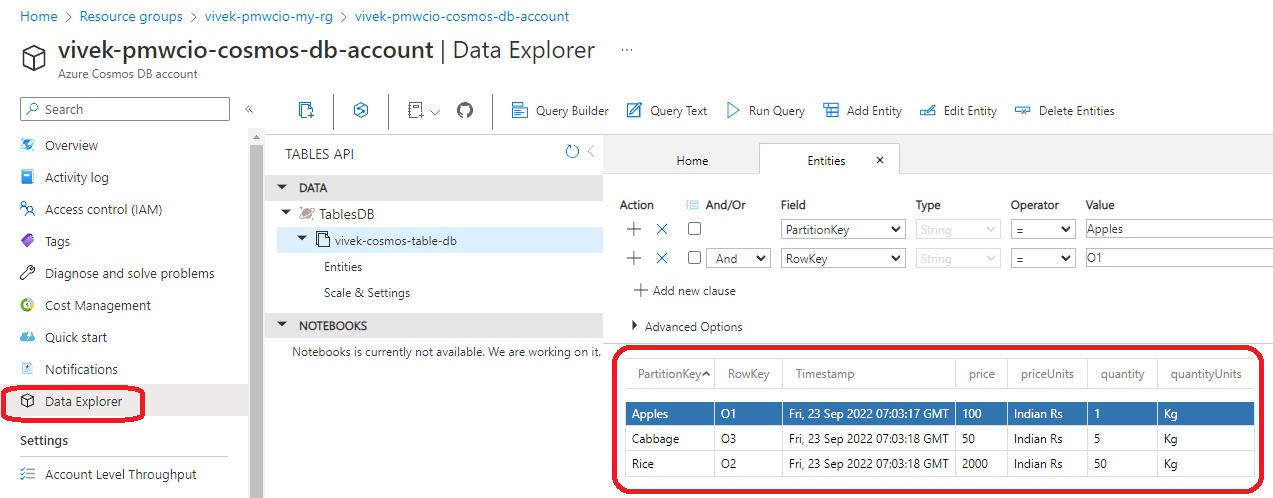 Home > Resource groups > vivek-pmwcio-my-rg > vivek-pmwcio-cosmos-db-account
vivek-pmwcio-cosmos-db-account | Data Explorer ...
Azure Cosmos DB account
Search «
Overview
Activity log
Access control (IAM)
Tags
Diagnose and solve problems
Cost Management
Quick start
Notifications
Data Explorer
Settings
Account Level Throughput
Query Builder Query Text Run Query Add Entity Edit Entity Delete Entities
TABLES API
DATA
TablesDB
vivek-cosmos-table-db
Entities
Scale & Settings
NOTEBOOKS
Notebooks is currently not available. We are working on it.
Home Entities ×
Action And/Or Field Type Operator Value
PartitionKey String = Apples
And RowKey String = O1
Add new clause
Advanced Options
PartitionKey RowKey Timestamp price priceUnits quantity quantityUnits
Apples O1 Fri, 23 Sep 2022 07:03:17 GMT 100 Indian Rs 1 Kg
Cabbage O3 Fri, 23 Sep 2022 07:03:18 GMT 50 Indian Rs 5 Kg
Rice O2 Fri, 23 Sep 2022 07:03:18 GMT 2000 Indian Rs 50 Kg